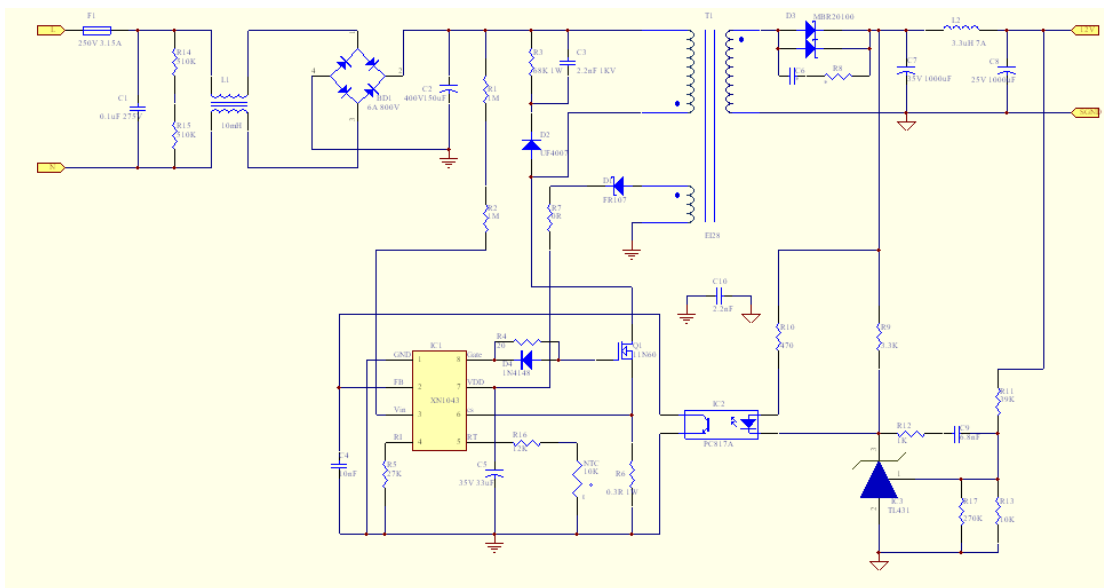 L
F1
250V 3.15A
R14
510K
C1
0.1uF 275V
R15
510K
L1
10mH
N
1
4
2
3
BD1
6A 800V
C2
400V150uF
R1
1M
R3
68K 1W
C3
2.2nF 1KV
D2
UF4007
R2
1M
R7
0R
D1
FR107
T1
EI28
D3
MBR20100
C6
R8
C7
35V 1000uF
L2
3.3uH 7A
C8
25V 1000uF
12V
SGND
C10
2.2nF
R10
470
R9
3.3K
R4
20
D4
1N4148
Q1
11N60
IC1
GND
1
8
Gate
FB
2
XN1043
7
VDD
Vin
3
6
cs
RI
4
5
RT
R16
12K
C4
10nF
R5
27K
C5
35V 33uF
NTC
10K
R6
0.3R 1W
IC2
PC817A
R12
1K
C9
6.8nF
R11
39K
3
1
2
IC3
TL431
R17
270K
R13
10K